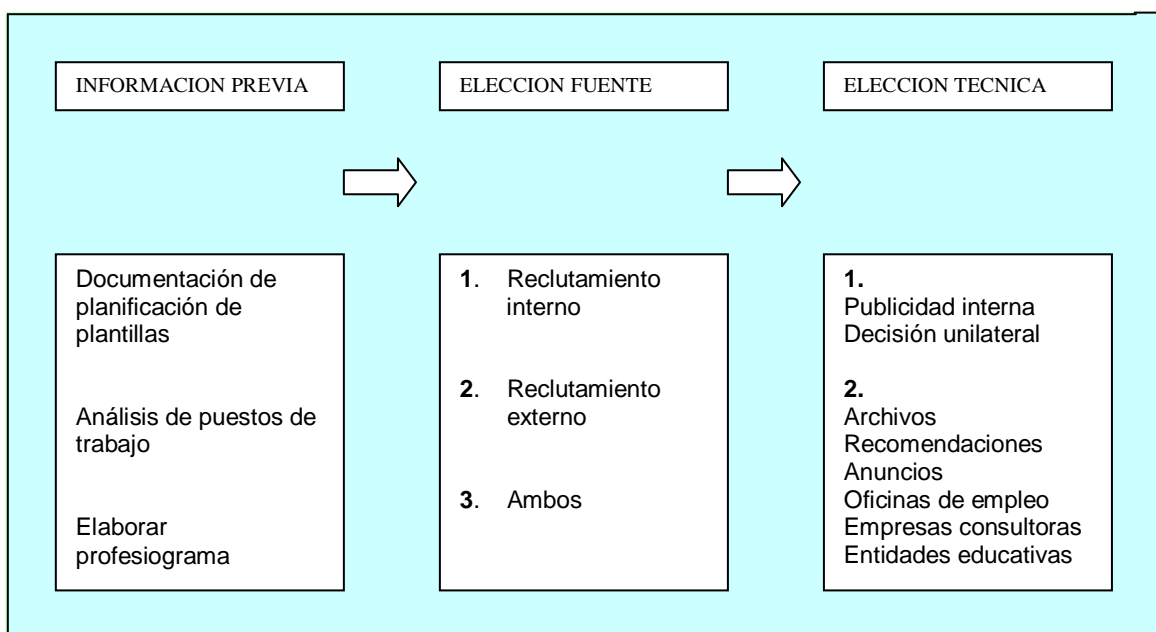 INFORMACION PREVIA
ELECCION FUENTE
ELECCION TECNICA
Documentación de
planificación de
plantillas
Análisis de puestos de
trabajo
Elaborar
profesiograma
1. Reclutamiento
interno
2. Reclutamiento
externo
3. Ambos
1.
Publicidad interna
Decisión unilateral
2.
Archivos
Recomendaciones
Anuncios
Oficinas de empleo
Empresas consultoras
Entidades educativas